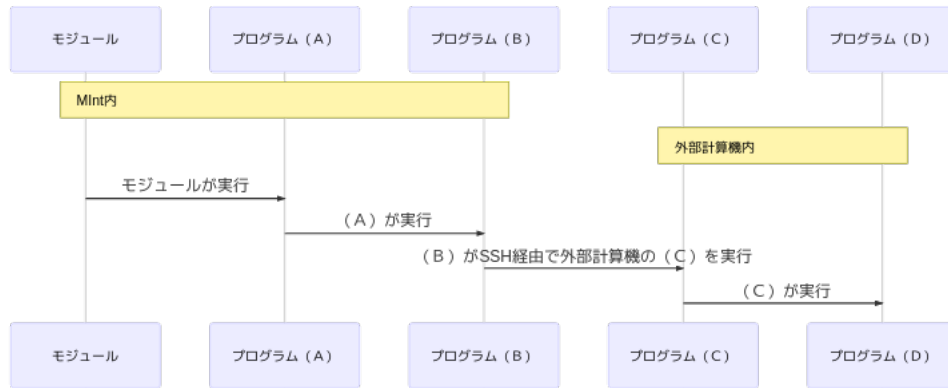 モジュール
プログラム（A）
プログラム（B）
プログラム（C）
プログラム（D）
MInt内
外部計算機内
モジュールが実行
（A）が実行
（B）がSSH経由で外部計算機の（C）を実行
（C）が実行
モジュール
プログラム（A）
プログラム（B）
プログラム（C）
プログラム（D）